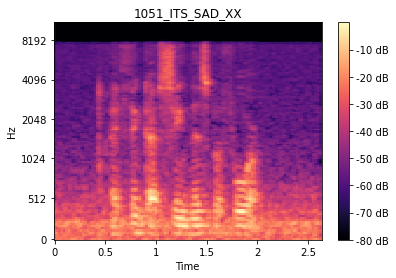 1051_ITS_SAD_XX
8192
4096
2048
1024
512
0
Hz
0
0.5
1
1.5
2
2.5
Time
-10 dB
-20 dB
-30 dB
-40 dB
-50 dB
-60 dB
-70 dB
-80 dB